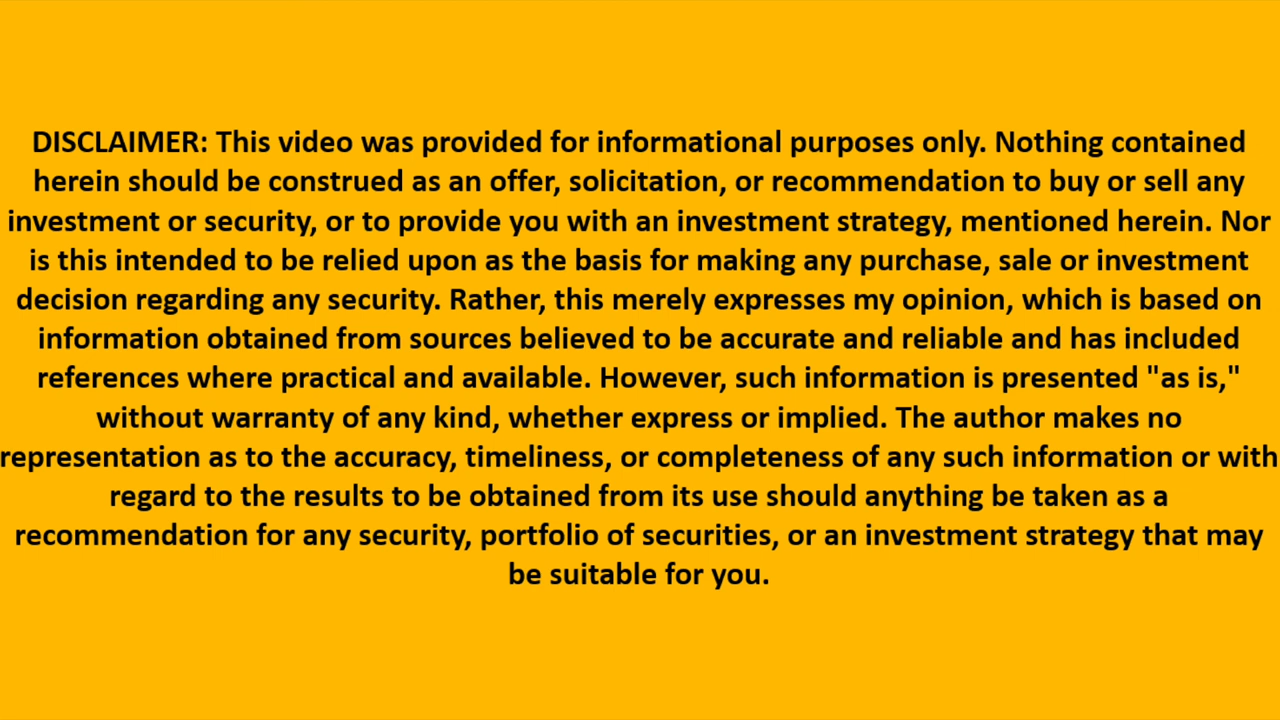 DISCLAIMER: This video was provided for informational purposes only. Nothing contained
herein should be construed as an offer, solicitation, or recommendation to buy or sell any
investment or security, or to provide you with an investment strategy, mentioned herein. Nor
is this intended to be relied upon as the basis for making any purchase, sale or investment
decision regarding any security. Rather, this merely expresses my opinion, which is based on
information obtained from sources believed to be accurate and reliable and has included
references where practical and available. However, such information is presented "as is,"
without warranty of any kind, whether express or implied. The author makes no
representation as to the accuracy, timeliness, or completeness of any such information or with
regard to the results to be obtained from its use should anything be taken as a
recommendation for any security, portfolio of securities, or an investment strategy that may
be suitable for you.